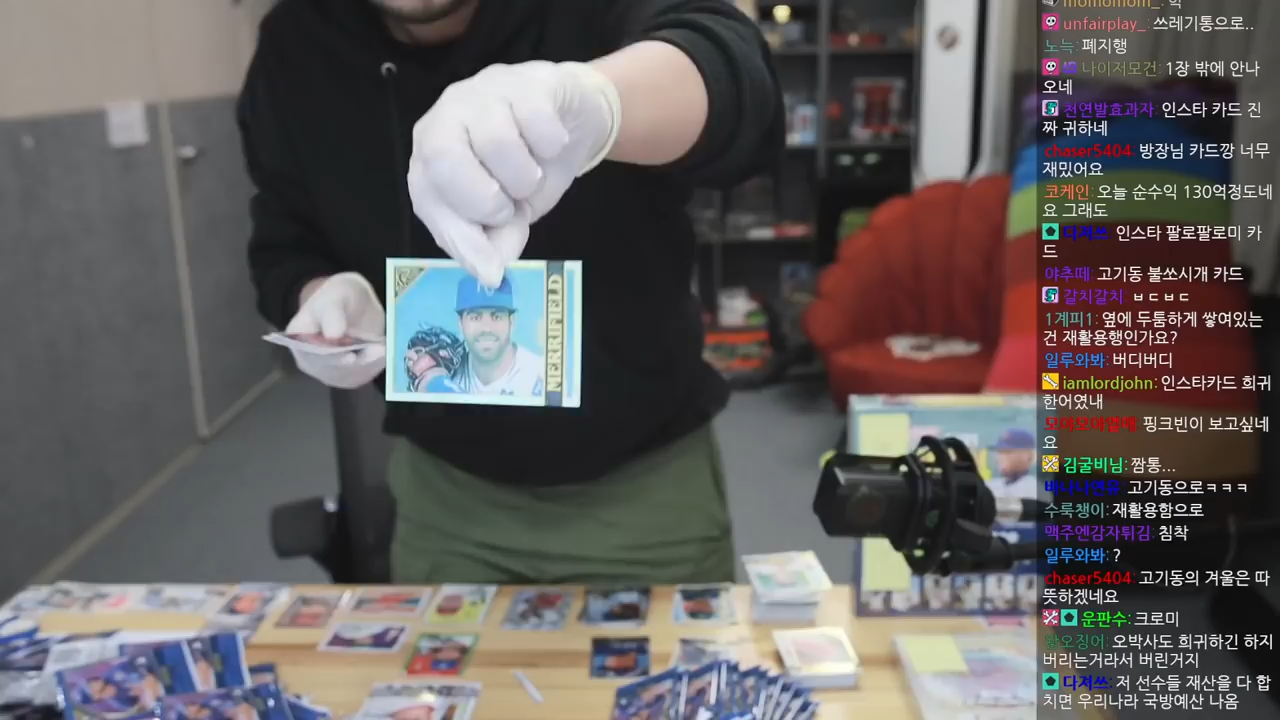 MERRIFIELD
momomom_: 헉
unfairplay_: 쓰레기통으로..
노늑: 폐지행
나이저모건: 1장 밖에 안나
오네
천연발효과자: 인스타 카드 진
짜 귀하네
chaser5404: 방장님 카드깡 너무
재밌어요
코케인: 오늘 순수익 130억정도네
요 그래도
다져쓰: 인스타 팔로팔로미 카
드
야추떼: 고기동 불쏘시개 카드
갈치갈치: ㅂㄷㅂㄷ
1계피1: 옆에 두툼하게 쌓여있는
건 재활용행인가요?
일루와봐: 버디버디
iamlordjohn: 인스타카드 희귀
한어였내
핑크빈이 보고싶네
요
김굴비님: 짬통...
바나나연유: 고기동으로ㅋㅋㅋ
수룩챙이: 재활용함으로
맥주엔감자튀김: 침착
일루와봐: ?
chaser5404: 고기동의 겨울은 따
뜻하겠네요
운판수: 크로미
오박사도 희귀하긴 하지
버리는거라서 버린거지
다져쓰: 저 선수들 재산을 다 합
치면 우리나라 국방예산 나옴